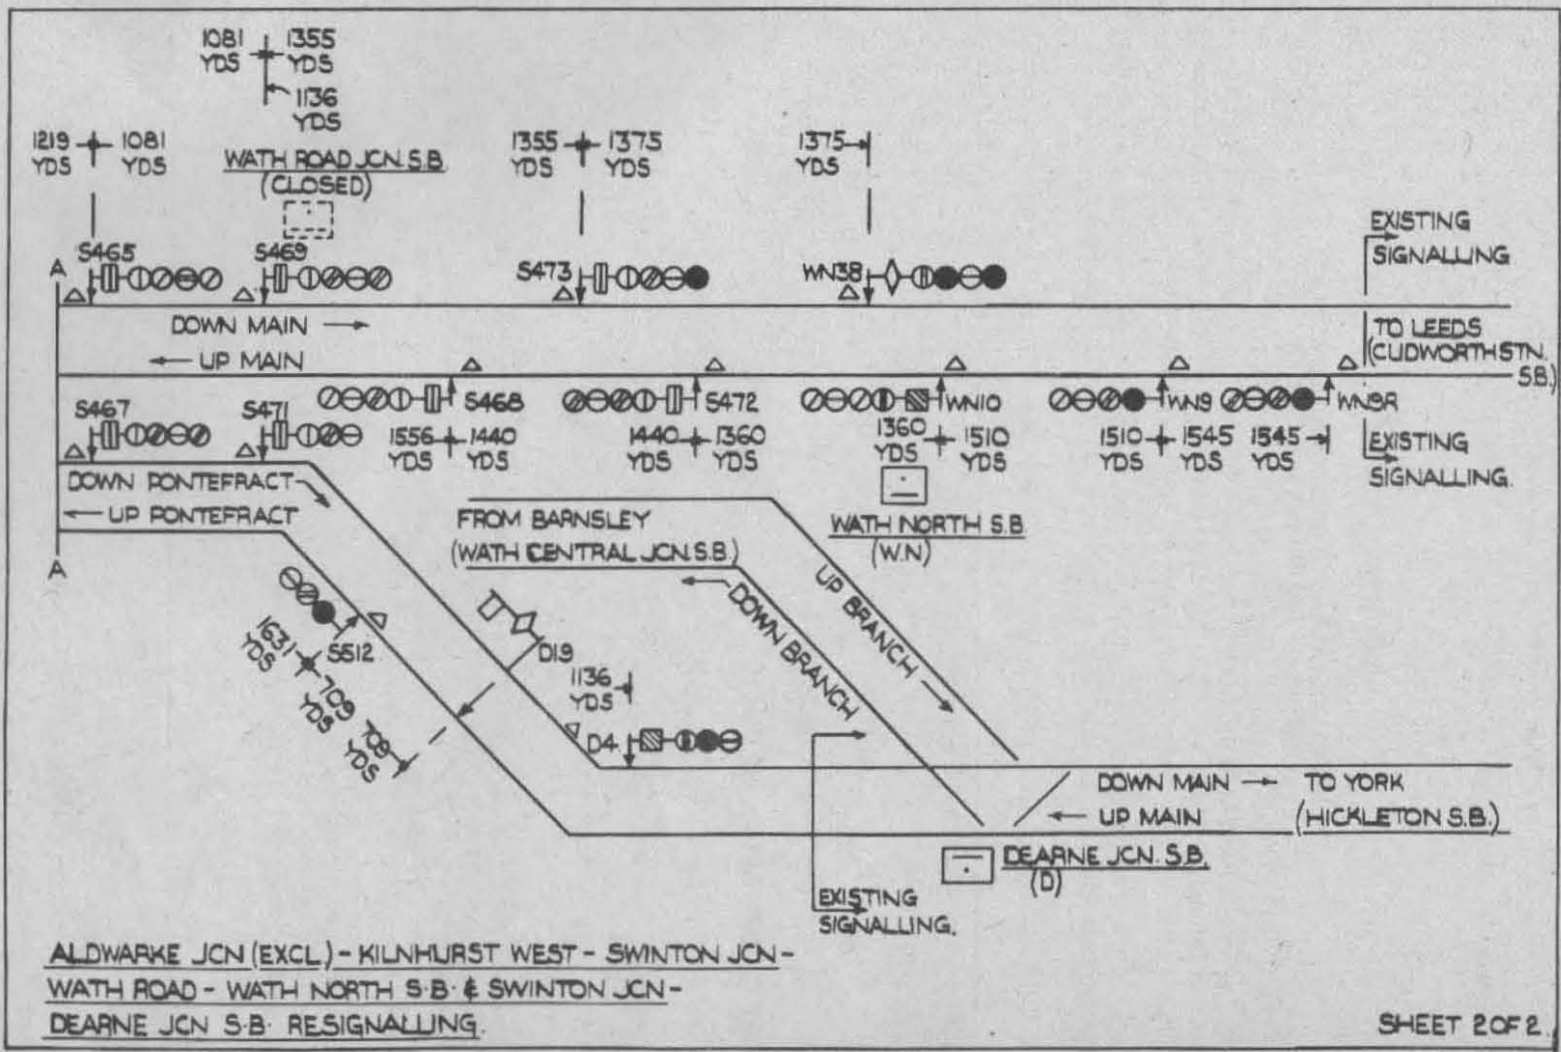 1081 YDS
1355 YDS
1136 YDS
1219 YDS
1081 YDS
WATH ROAD JCN. S.B.
(CLOSED)
1355 YDS
1375 YDS
1375 YDS
EXISTING
SIGNALLING
S465
S469
S473
WN38
A
DOWN MAIN
UP MAIN
TO LEEDS
(CUDWORTH STN.
S.B.)
S467
S471
S468
S472
WN10
WN9
WN9R
1556 YDS
1440 YDS
1440 YDS
1360 YDS
1360 YDS
1510 YDS
1510 YDS
1545 YDS
1545 YDS
EXISTING
SIGNALLING.
DOWN PONTEFRACT
UP PONTEFRACT
A
FROM BARNSLEY
(WATH CENTRAL JCN.S.B.)
WATH NORTH S.B.
(W.N)
UP BRANCH
DOWN BRANCH
S512
1631 YDS
709 YDS
709 YDS
D19
1136 YDS
D4
DOWN MAIN
TO YORK
UP MAIN
(HICKLETON S.B.)
DEARNE JCN. S.B.
(D)
EXISTING
SIGNALLING.
ALDWARKE JCN (EXCL.) - KILNHURST WEST - SWINTON JCN -
WATH ROAD - WATH NORTH S.B. & SWINTON JCN -
DEARNE JCN S.B. RESIGNALLING.
SHEET 2 OF 2.